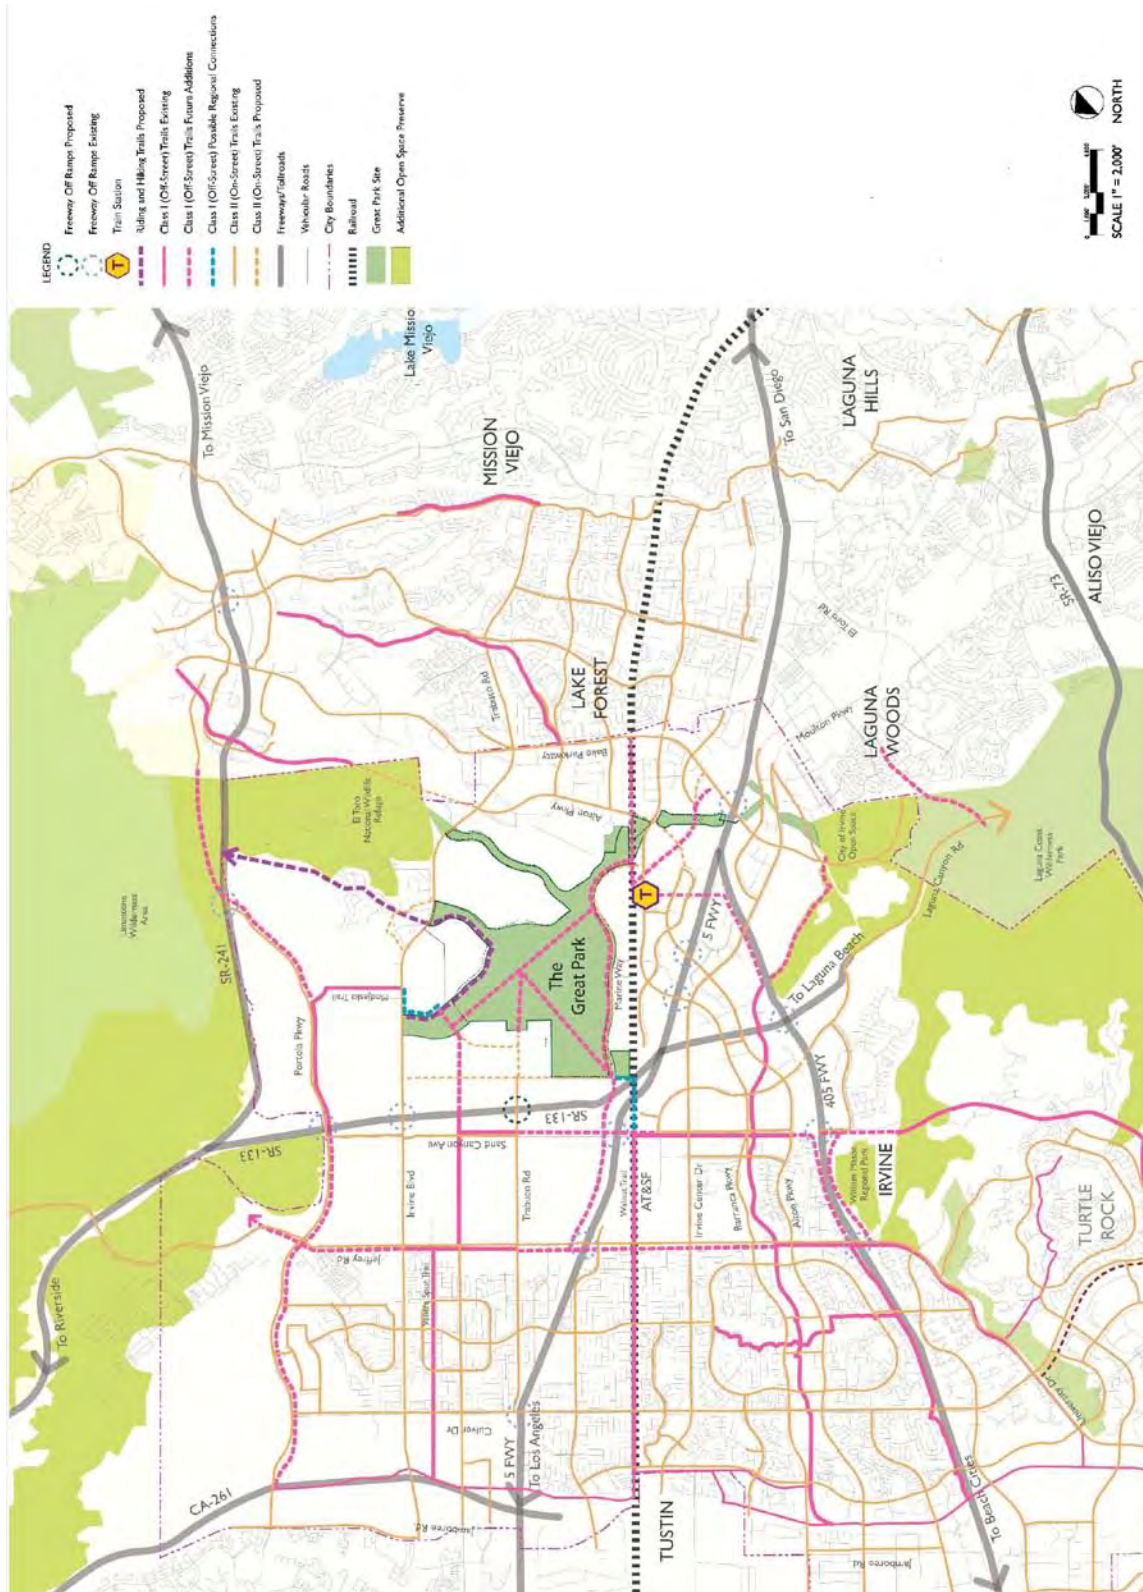 LEGEND
Freeway Off Ramps Proposed
Freeway Off Ramps Existing
Train Station
Riding and Hiking Trails Proposed
Class I (Off-Street) Trails Existing
Class I (Off-Street) Trails Future Additions
Class I (Off-Street) Possible Regional Connections
Class II (On-Street) Trails Existing
Class II (On-Street) Trails Proposed
Freeways/Tollroads
Vehicular Roads
City Boundaries
Railroad
Great Park Site
Additional Open Space Preserve
T
SCALE 1" = 2,000'
NORTH
To Riverside
CA-261
Jamboree Rd.
To Mission Viejo
Lake Missio
Viejo
MISSION
VIEJO
Wilderness
Area
SR-241
SR-133
Portola Pkwy
Modjeska Trail
El Toro
National Wildlife
Refuge
Irvine Blvd
Jeffrey Rd.
Sand Canyon Ave
SR-133
Trabuco Rd
Trabuco Rd
Culver Dr
5 FWY
To Los Angeles
The
Great Park
Marine Way
Alton Pkwy
Bake Parkway
LAKE
FOREST
T
Walnut Trail
AT&SF
TUSTIN
Irvine Center Dr
Barranca Pkwy
Alton Pkwy
5 FWY
405 FWY
To San Diego
LAGUNA
HILLS
El Toro Rd
Moulton Pkwy
LAGUNA
WOODS
City of Irvine
Open Space
To Laguna Beach
Laguna Canyon Rd
Laguna Coast
Wilderness
Park
SR-73
ALISO VIEJO
William Mason
Regional Park
IRVINE
TURTLE
ROCK
University Dr
To Beach Cities
Jamboree Rd.